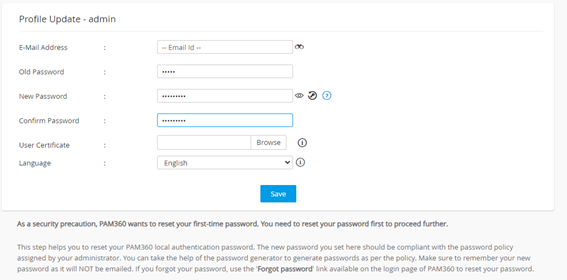 Profile Update - admin
E-Mail Address : -- Email Id --
Old Password : •••••
New Password : •••••••••
Confirm Password : •••••••••
User Certificate : Browse
Language : English
Save
As a security precaution, PAM360 wants to reset your first-time password. You need to reset your password first to proceed further.
This step helps you to reset your PAM360 local authentication password. The new password you set here should be compliant with the password policy
assigned by your administrator. You can take the help of the password generator to generate passwords as per the policy. Make sure to remember your new
password as it will NOT be emailed. If you forgot your password, use the 'Forgot password' link available on the login page of PAM360 to reset your password.